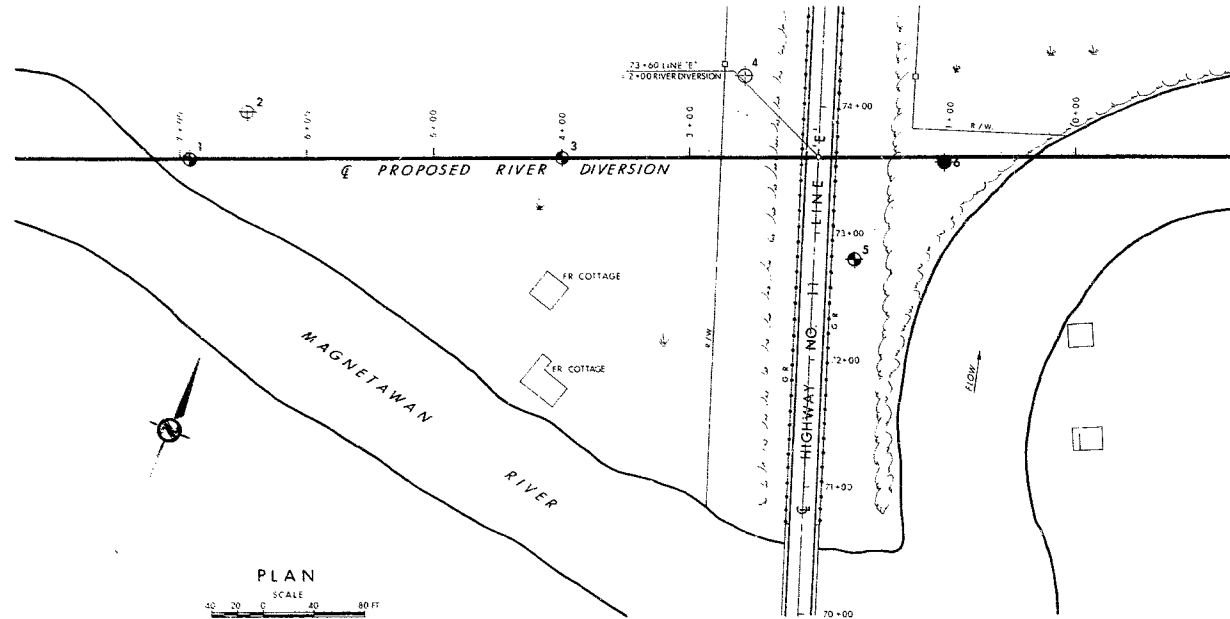 4
73+60 LINE "E"
2+00 RIVER DIVERSION
2
74+00
6+00
5+00
4+00
3+00
1+00
0+00
R/W.
1
3
6
℄ PROPOSED RIVER DIVERSION
73+00
5
FR COTTAGE
MAGNETAWAN
RIVER
R/W
G R
G R
72+00
FR COTTAGE
FLOW
℄ HIGHWAY NO. 11 LINE 'E'
71+00
PLAN
SCALE
40 20 0 40 80 FT
70+00